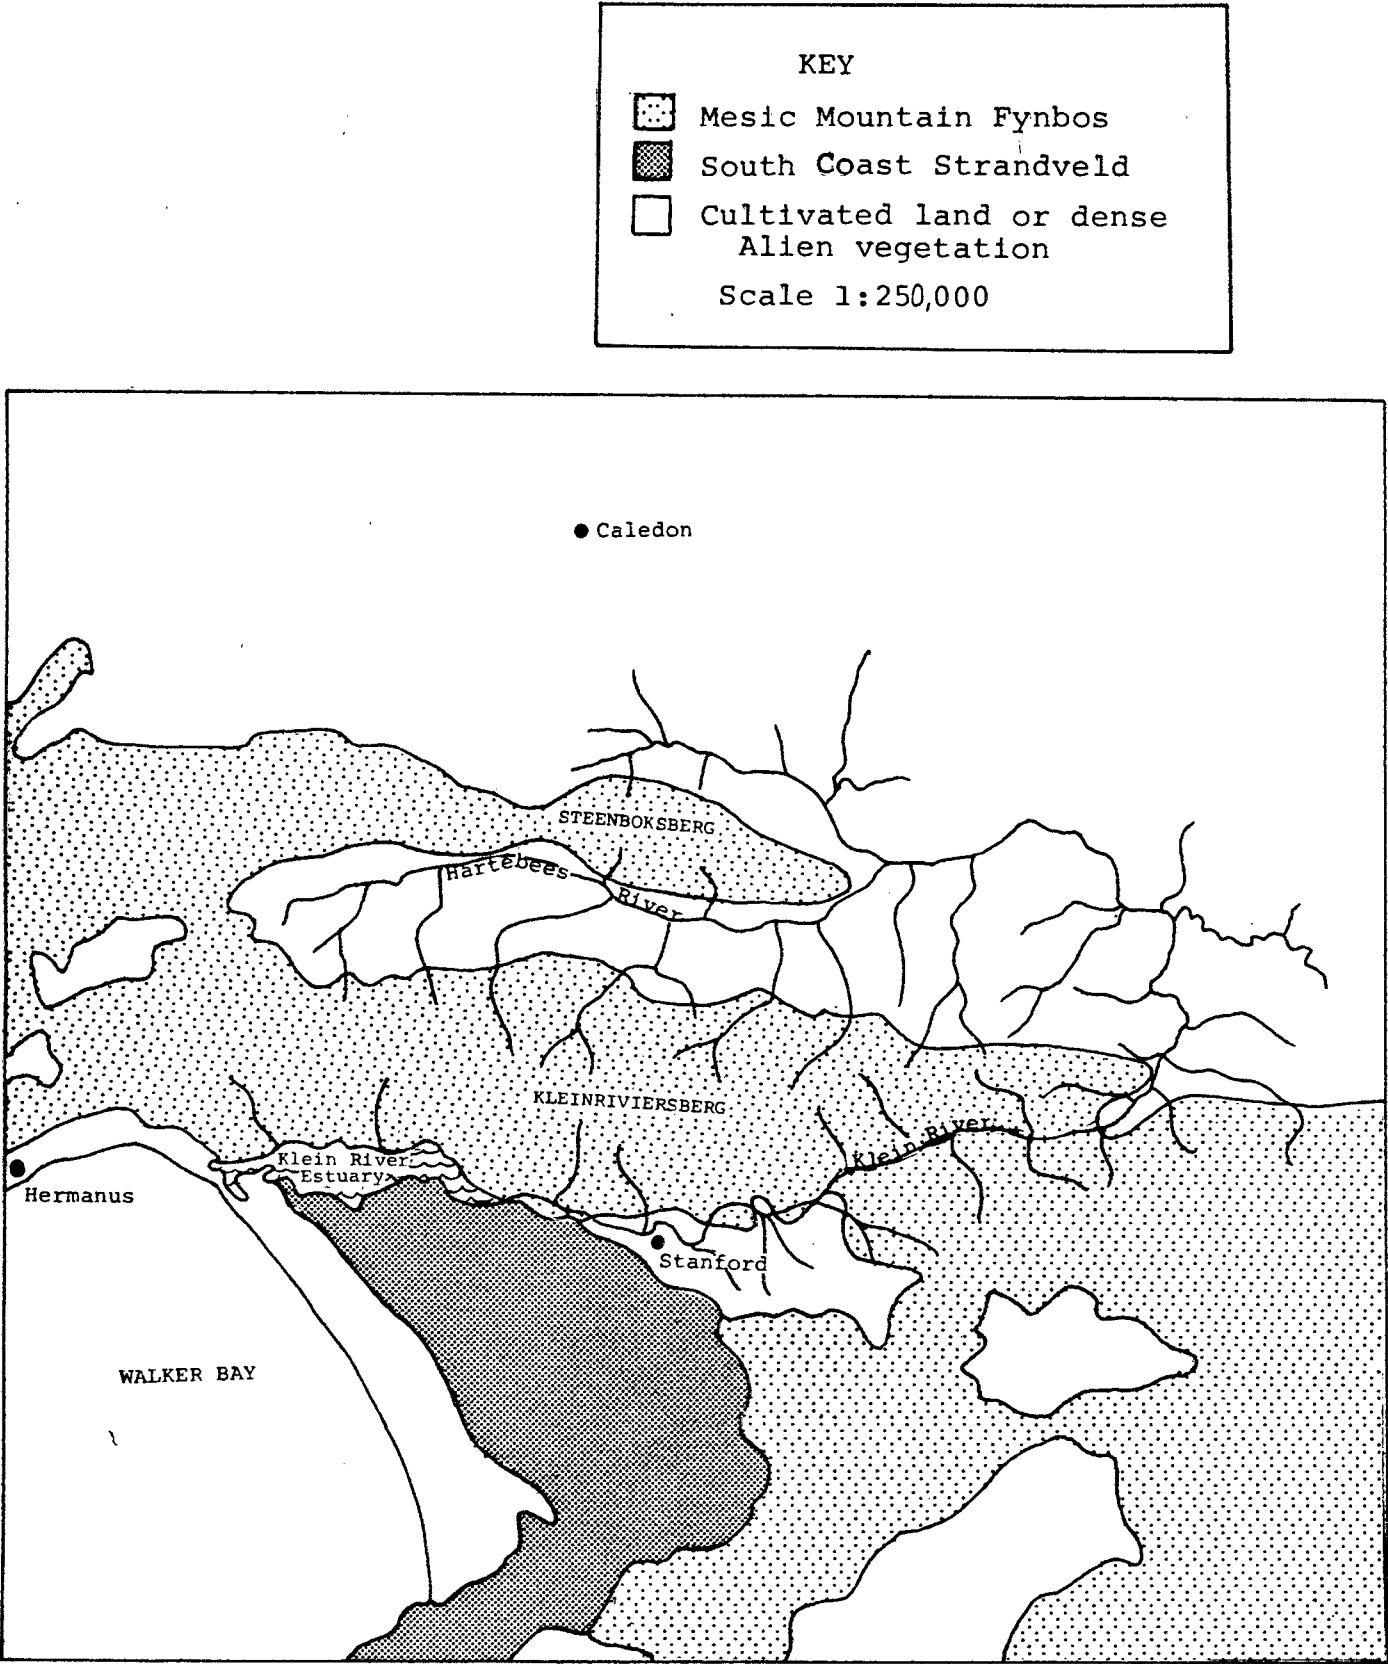 KEY
Mesic Mountain Fynbos
South Coast Strandveld
Cultivated land or dense
Alien vegetation
Scale 1:250,000
Caledon
STEENBOKSBERG
Hartebees
River
KLEINRIVIERSBERG
Klein River
Klein River
Estuary
Hermanus
Stanford
WALKER BAY